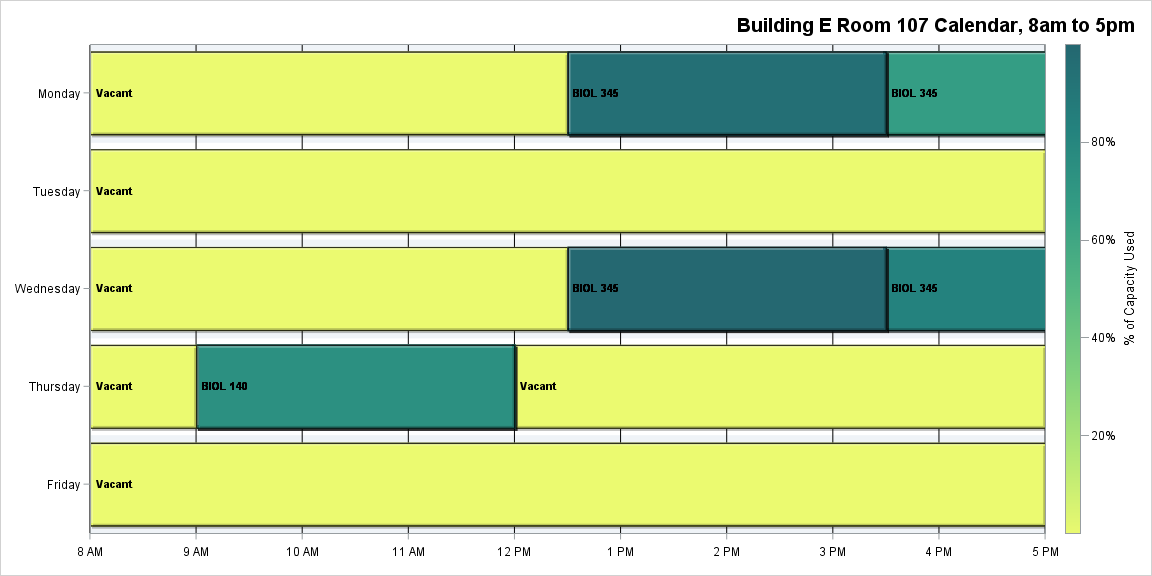 Building E Room 107 Calendar, 8am to 5pm
Monday
Vacant
BIOL 345
BIOL 345
Tuesday
Vacant
Wednesday
Vacant
BIOL 345
BIOL 345
Thursday
Vacant
BIOL 140
Vacant
Friday
Vacant
8 AM
9 AM
10 AM
11 AM
12 PM
1 PM
2 PM
3 PM
4 PM
5 PM
80%
60%
40%
20%
% of Capacity Used